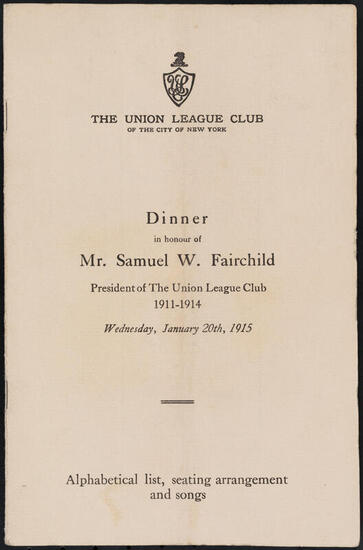 THE UNION LEAGUE CLUB
OF THE CITY OF NEW YORK
Dinner
in honour of
Mr. Samuel W. Fairchild
President of The Union League Club
1911-1914
Wednesday, January 20th, 1915
Alphabetical list, seating arrangement
and songs